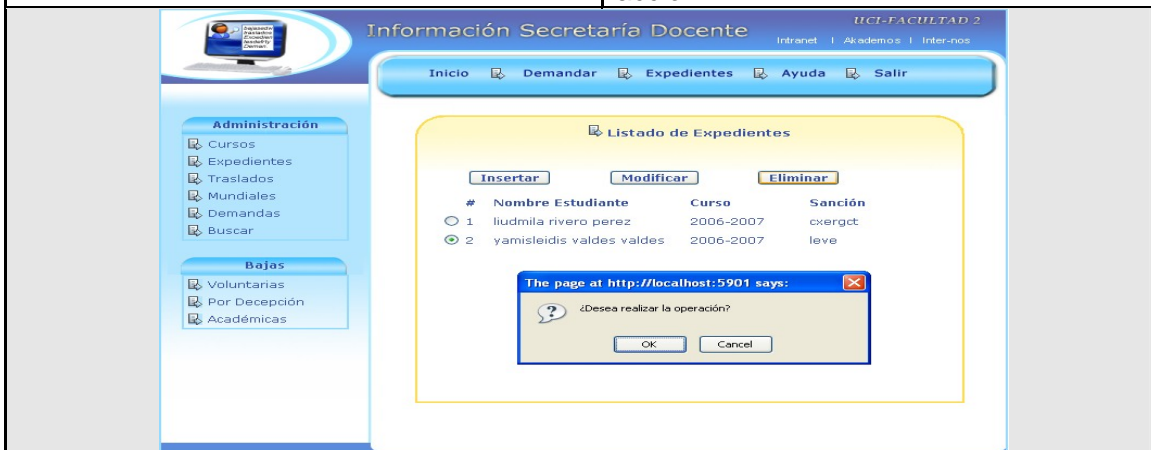 Información Secretaría Docente
UCI-FACULTAD 2
Intranet | Akademos | Inter-nos
Inicio Demandar Expedientes Ayuda Salir
Administración
Cursos
Expedientes
Traslados
Mundiales
Demandas
Buscar
Bajas
Voluntarias
Por Decepción
Académicas
Listado de Expedientes
Insertar Modificar Eliminar
# Nombre Estudiante Curso Sanción
1 liudmila rivero perez 2006-2007 cxergct
2 yamisleidis valdes valdes 2006-2007 leve
The page at http://localhost:5901 says:
¿Desea realizar la operación?
OK Cancel